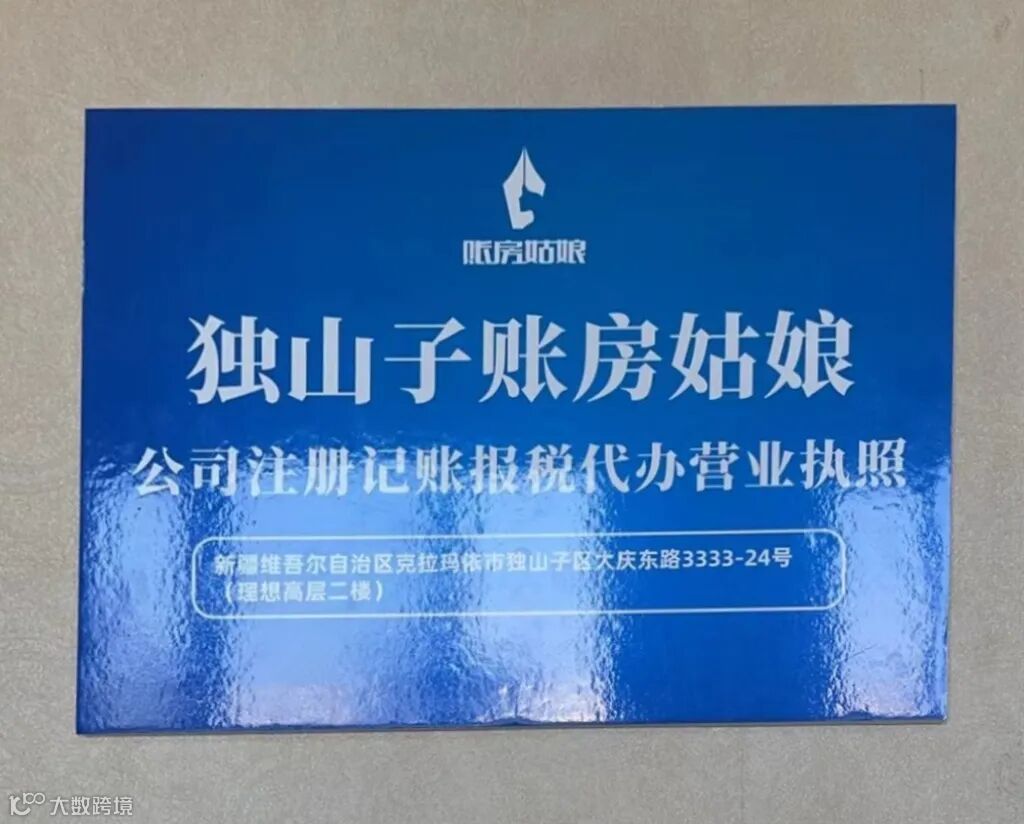 账房姑娘
独山子账房姑娘
公司注册记账报税代办营业执照
新疆维吾尔自治区克拉玛依市独山子区大庆东路3333-24号
（理想高层二楼）
大数跨境